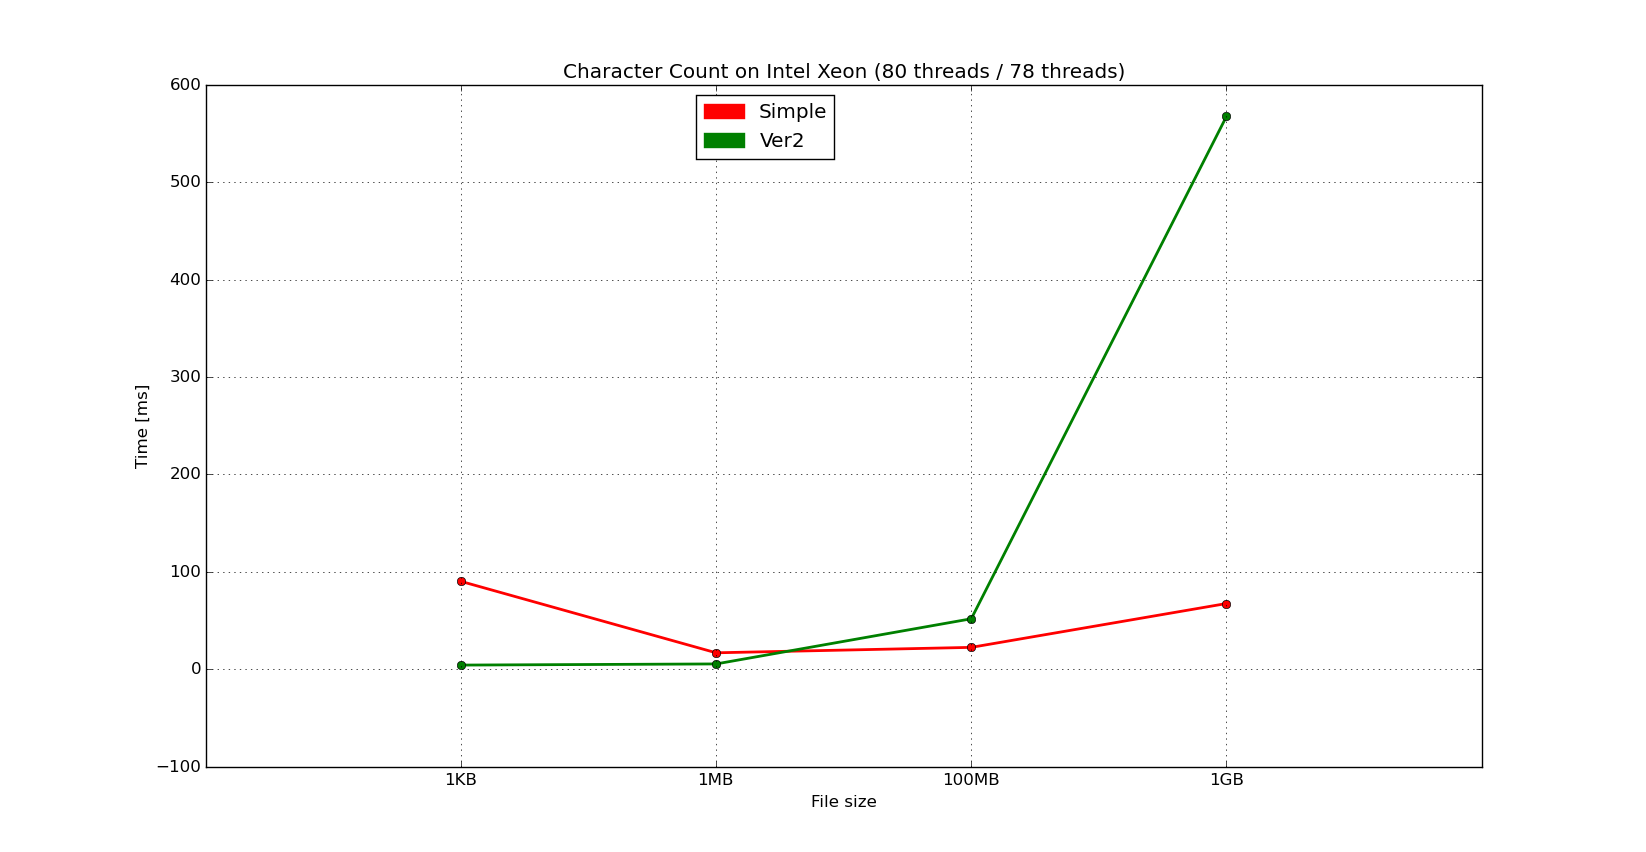 Character Count on Intel Xeon (80 threads / 78 threads)
Simple
Ver2
600
500
400
300
200
100
0
−100
Time [ms]
1KB 1MB 100MB 1GB
File size